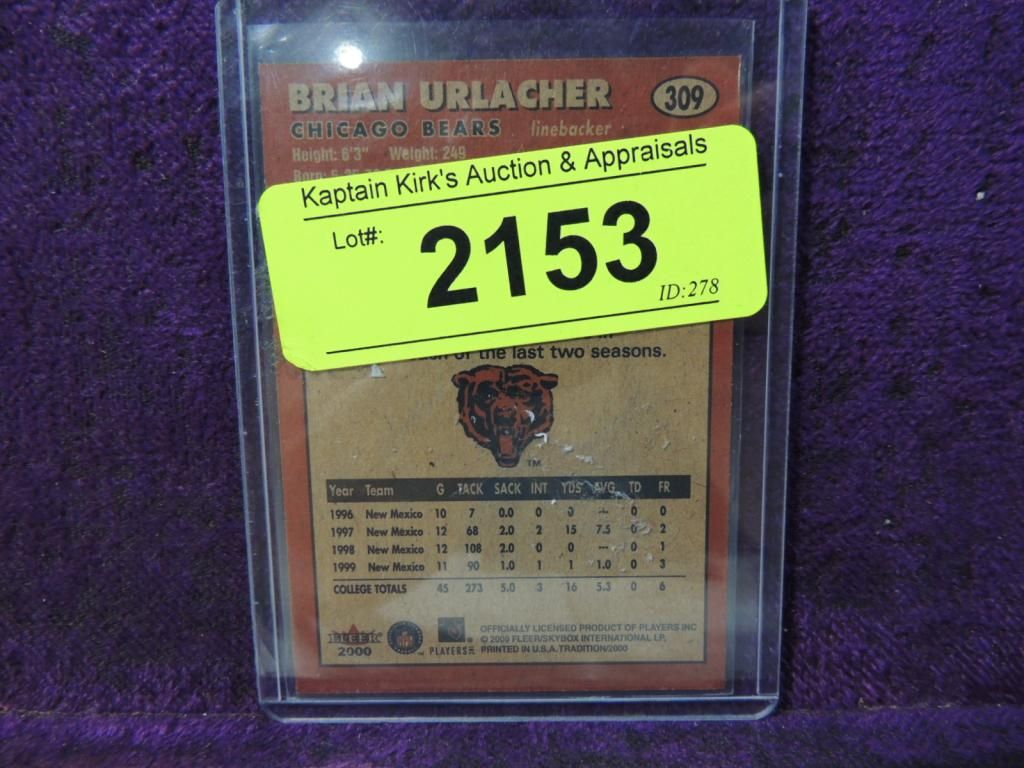 BRIAN URLACHER 309
CHICAGO BEARS linebacker
Height: 6'3" Weight: 249
Born:
Kaptain Kirk's Auction & Appraisals
Lot#: 2153
ID:278
of the last two seasons.
TM
Year Team G TACK SACK INT YDS AVG TD FR
1996 New Mexico 10 7 0.0 0 0 --- 0 0
1997 New Mexico 12 68 2.0 2 15 7.5 0 2
1998 New Mexico 12 108 2.0 0 0 --- 0 1
1999 New Mexico 11 90 1.0 1 1 1.0 0 3
COLLEGE TOTALS 45 273 5.0 3 16 5.3 0 6
FLEER 2000
PLAYERS INC
OFFICIALLY LICENSED PRODUCT OF PLAYERS INC
© 2000 FLEER/SKYBOX INTERNATIONAL LP.
PRINTED IN U.S.A. TRADITION/2000